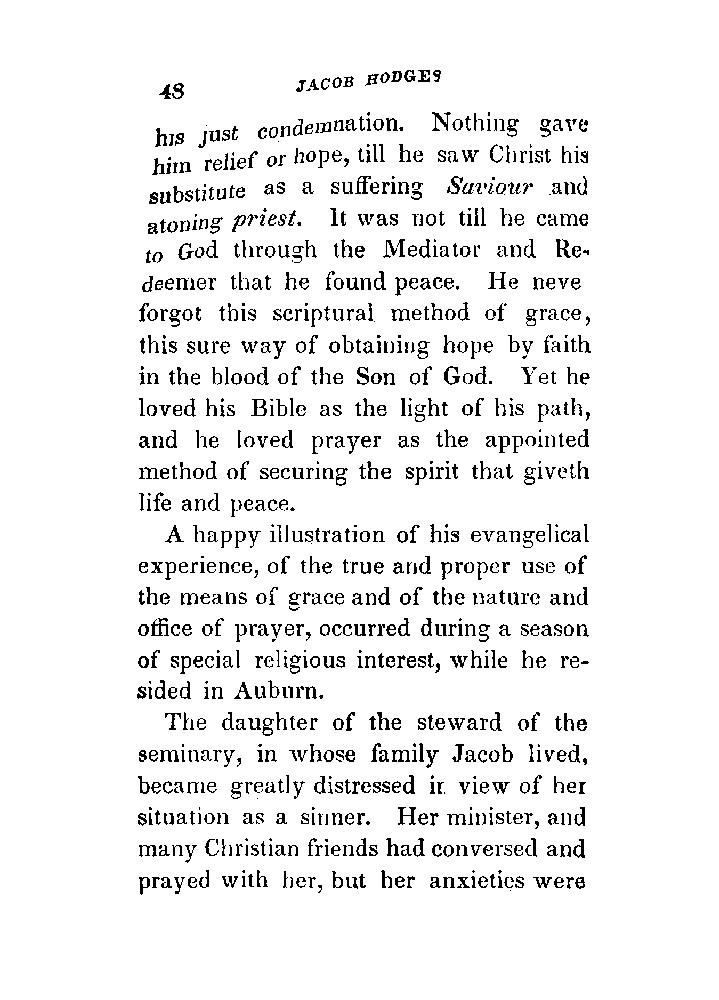 48 JACOB HODGES
his just condemnation. Nothing gave
him relief or hope, till he saw Christ his
substitute as a suffering Saviour and
atoning priest. It was not till he came
to God through the Mediator and Re-
deemer that he found peace. He neve
forgot this scriptural method of grace,
this sure way of obtaining hope by faith
in the blood of the Son of God. Yet he
loved his Bible as the light of his path,
and he loved prayer as the appointed
method of securing the spirit that giveth
life and peace.
A happy illustration of his evangelical
experience, of the true and proper use of
the means of grace and of the nature and
office of prayer, occurred during a season
of special religious interest, while he re-
sided in Auburn.
The daughter of the steward of the
seminary, in whose family Jacob lived,
became greatly distressed in view of her
situation as a sinner. Her minister, and
many Christian friends had conversed and
prayed with her, but her anxieties were